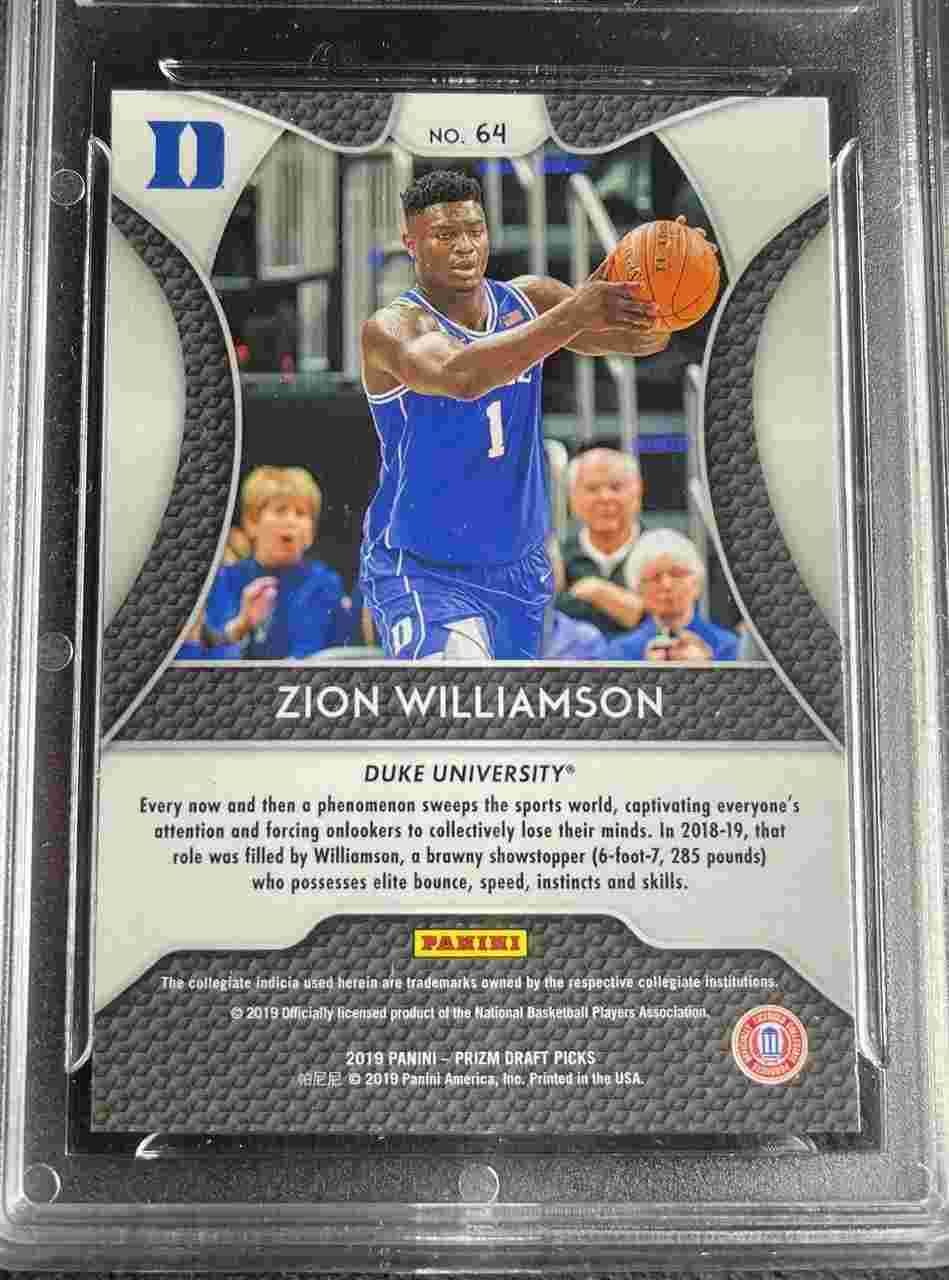 D
NO. 64
1
D
ZION WILLIAMSON
DUKE UNIVERSITY®
Every now and then a phenomenon sweeps the sports world, captivating everyone's
attention and forcing onlookers to collectively lose their minds. In 2018-19, that
role was filled by Williamson, a brawny showstopper (6-foot-7, 285 pounds)
who possesses elite bounce, speed, instincts and skills.
PANINI
The collegiate indicia used herein are trademarks owned by the respective collegiate institutions.
© 2019 Officially licensed product of the National Basketball Players Association.
2019 PANINI – PRIZM DRAFT PICKS
帕尼尼 © 2019 Panini America, Inc. Printed in the USA.